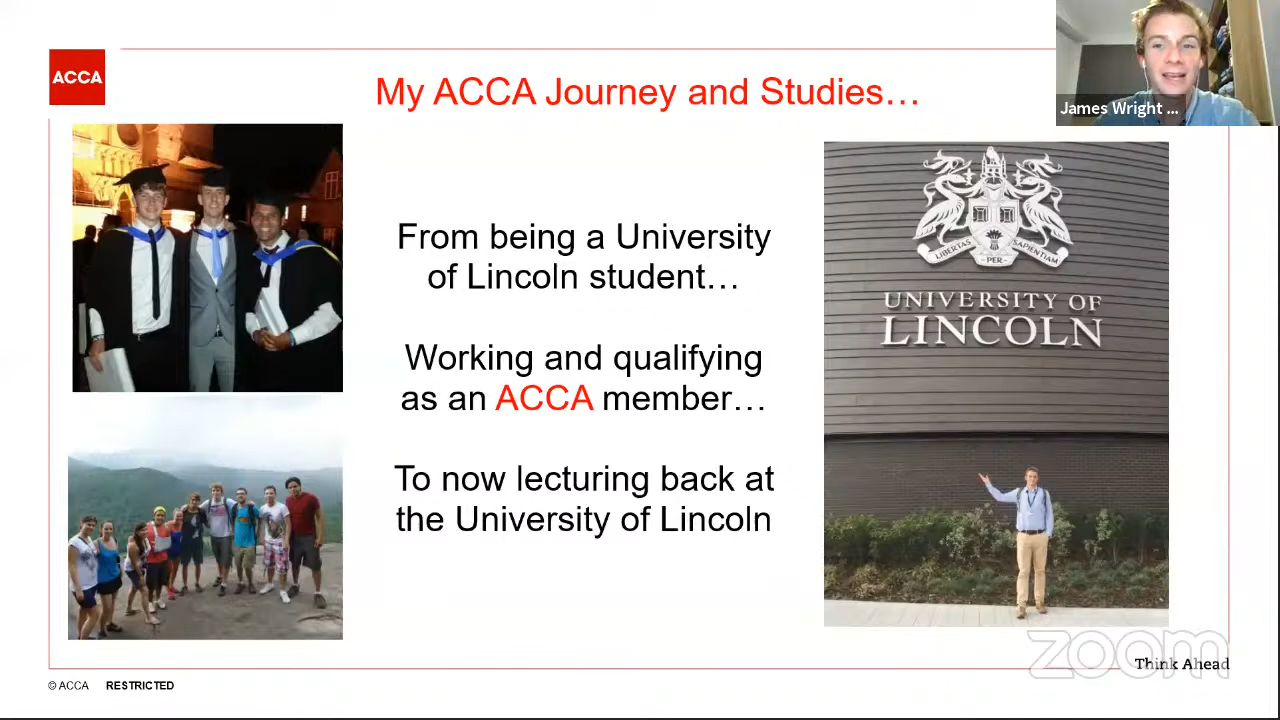 ACCA
My ACCA Journey and Studies…
James Wright ...
From being a University
of Lincoln student…
Working and qualifying
as an ACCA member…
To now lecturing back at
the University of Lincoln
LIBERTAS
PER
SAPIENTIAM
UNIVERSITY OF
LINCOLN
zoom
Think Ahead
© ACCA RESTRICTED